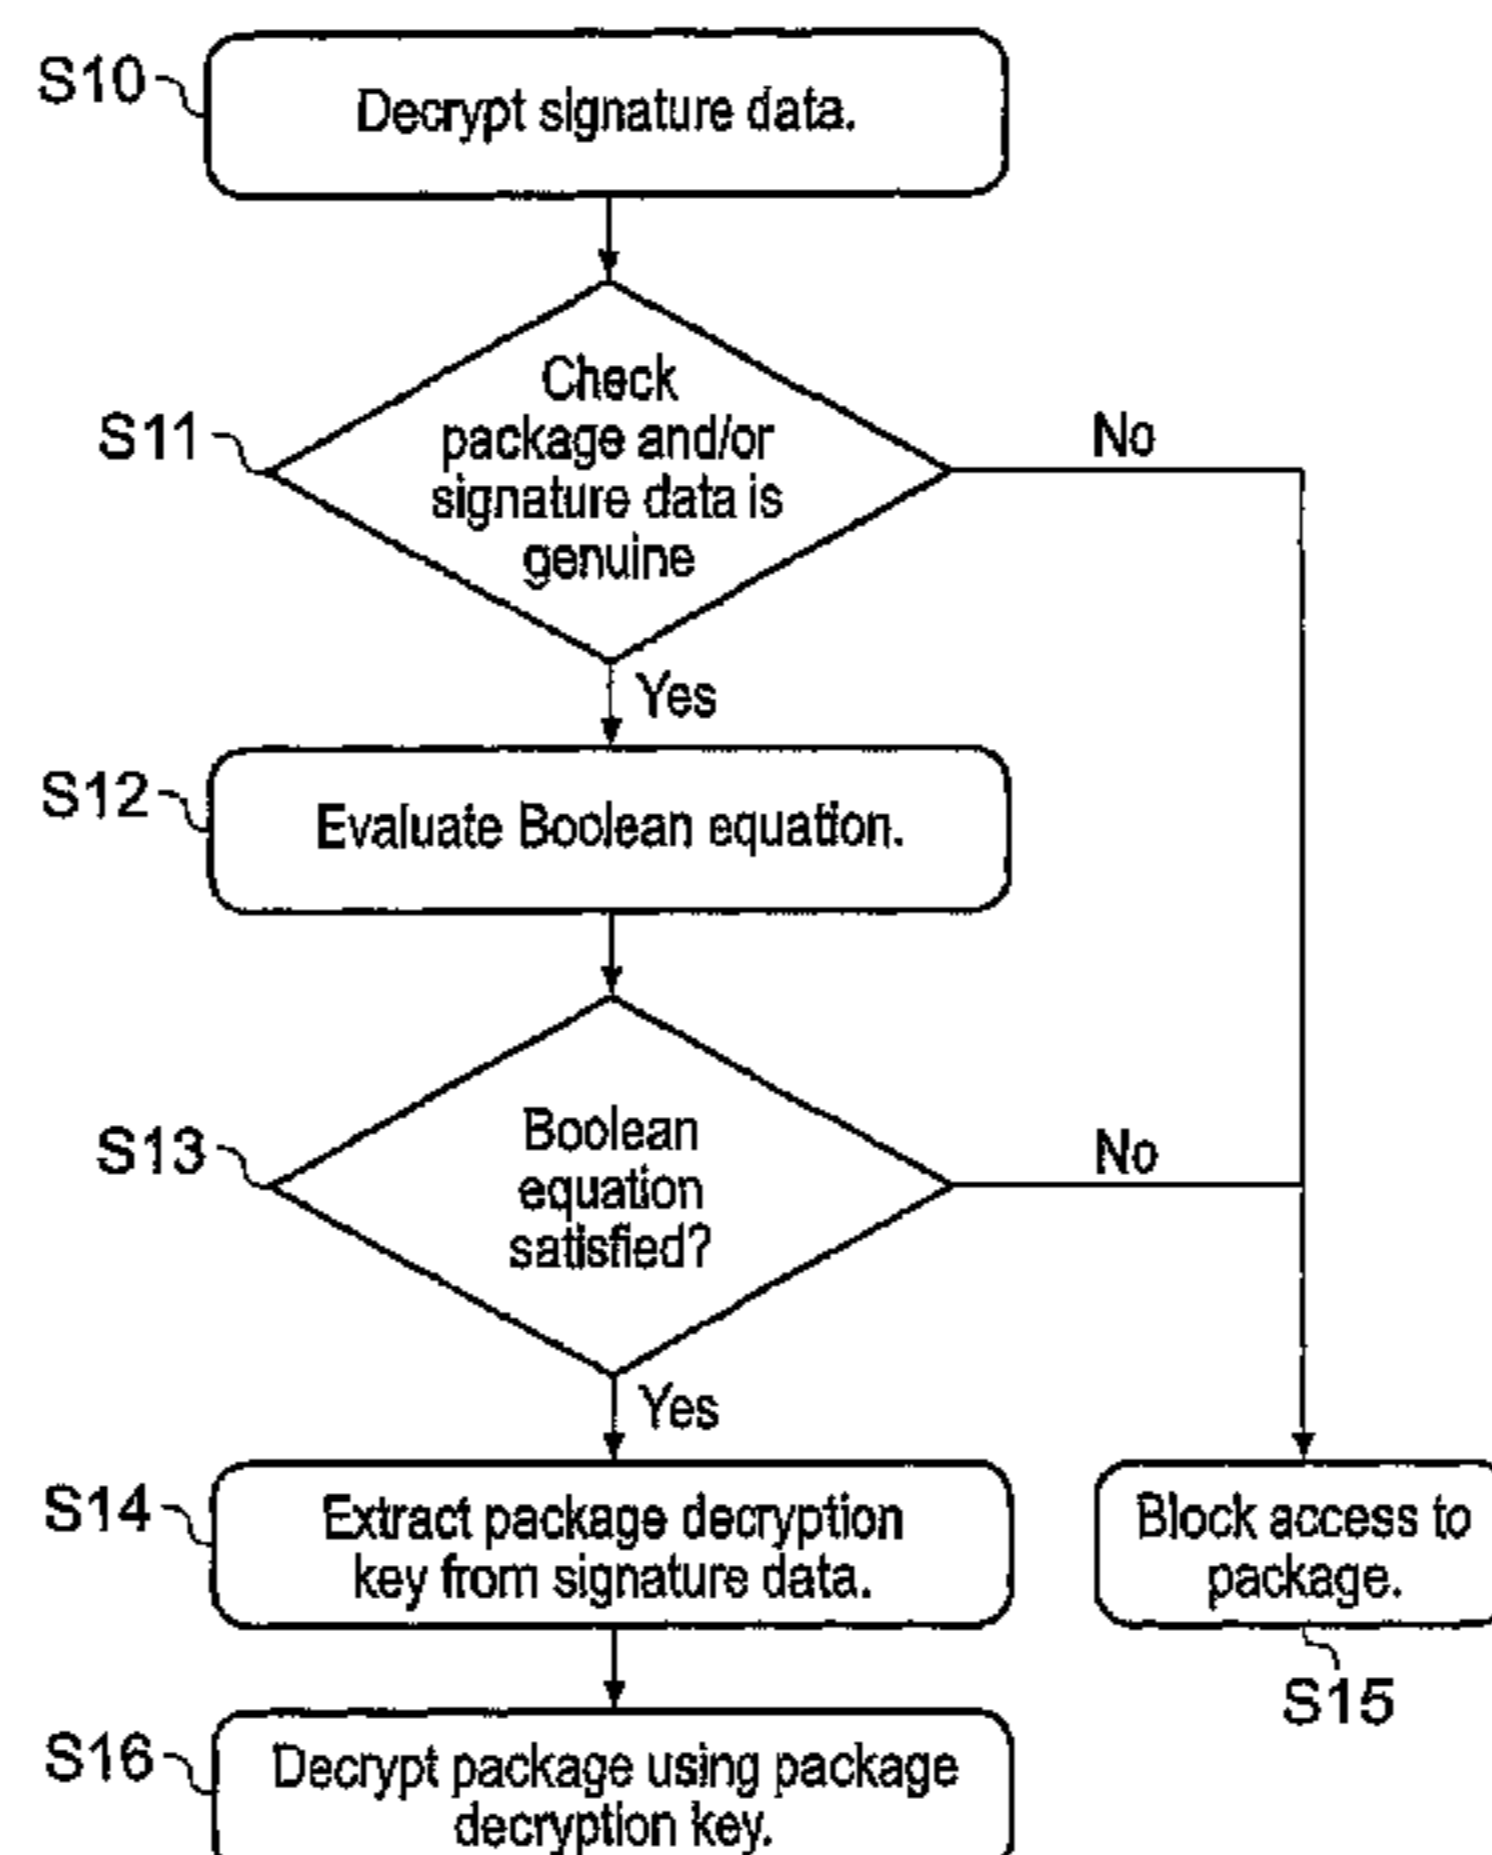 S10
Decrypt signature data.
S11
Check
package and/or
signature data is
genuine
No
Yes
S12
Evaluate Boolean equation.
S13
Boolean
equation
satisfied?
No
Yes
S14
Extract package decryption
key from signature data.
Block access to
package.
S15
S16
Decrypt package using package
decryption key.